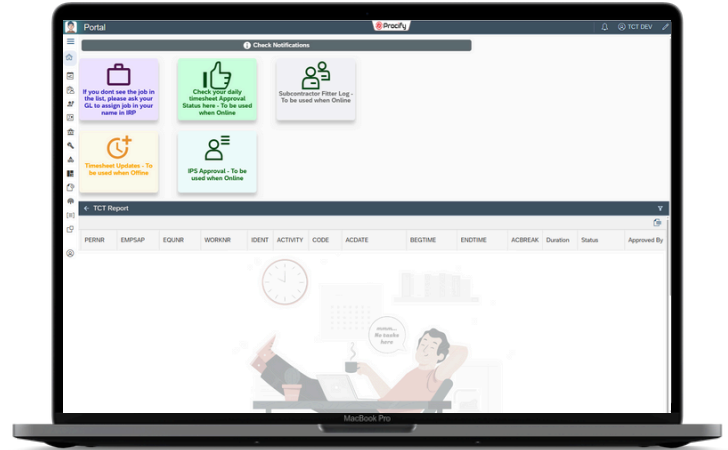 Portal
Procify
TCT DEV
Check Notifications
If you dont see the job in
the list, please ask your
GL to assign job in your
name in IRP
Check your daily
timesheet Approval
Status here - To be used
when Online
Subcontractor Fitter
Log -
To be used when Online
Timesheet Updates - To
be used when Offline
IPS Approval - To be
used when Online
← TCT Report
PERNR EMPSAP EQUNR WORKNR IDENT ACTIVITY CODE ACDATE BEGTIME ENDTIME ACBREAK Duration Status Approved By
mmm...
No tasks
here
MacBook Pro